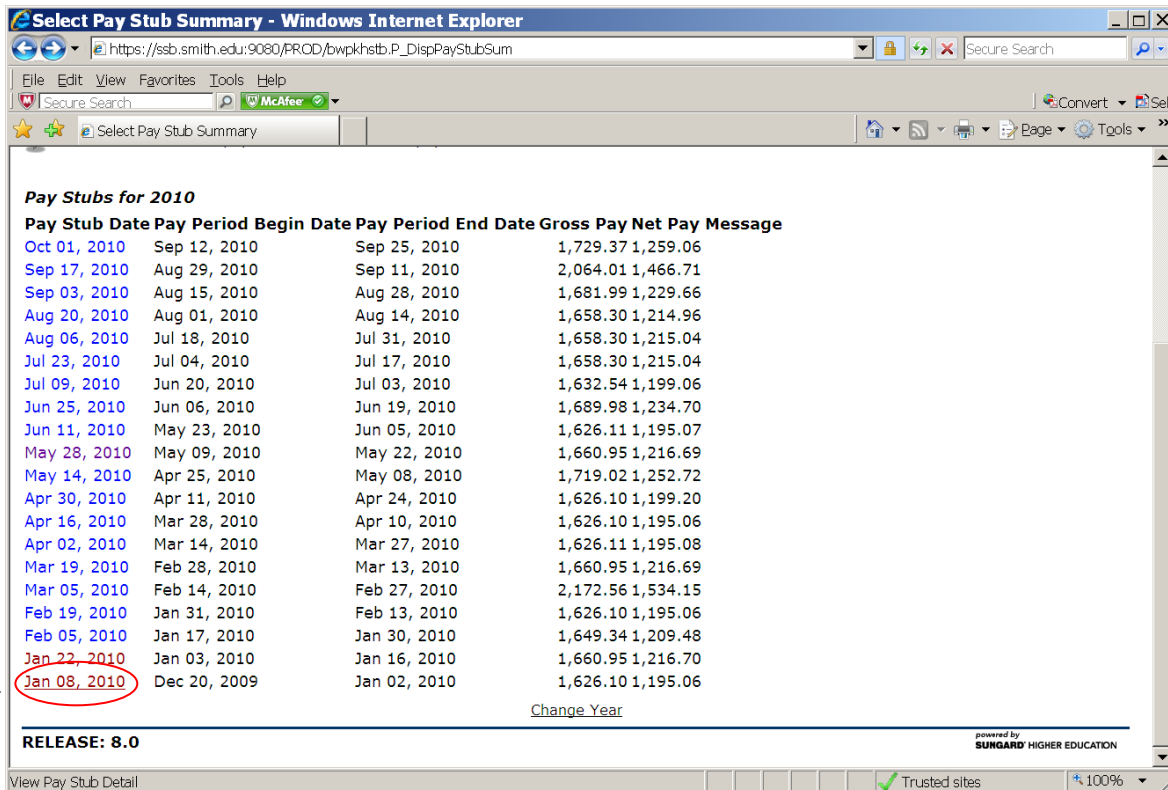 Select Pay Stub Summary - Windows Internet Explorer
https://ssb.smith.edu:9080/PROD/bwpkhstb.P_DispPayStubSum Secure Search
File Edit View Favorites Tools Help
Secure Search McAfee Convert Sel
Select Pay Stub Summary Page Tools »
Pay Stubs for 2010
Pay Stub Date Pay Period Begin Date Pay Period End Date Gross Pay Net Pay Message
Oct 01, 2010 Sep 12, 2010 Sep 25, 2010 1,729.37 1,259.06
Sep 17, 2010 Aug 29, 2010 Sep 11, 2010 2,064.01 1,466.71
Sep 03, 2010 Aug 15, 2010 Aug 28, 2010 1,681.99 1,229.66
Aug 20, 2010 Aug 01, 2010 Aug 14, 2010 1,658.30 1,214.96
Aug 06, 2010 Jul 18, 2010 Jul 31, 2010 1,658.30 1,215.04
Jul 23, 2010 Jul 04, 2010 Jul 17, 2010 1,658.30 1,215.04
Jul 09, 2010 Jun 20, 2010 Jul 03, 2010 1,632.54 1,199.06
Jun 25, 2010 Jun 06, 2010 Jun 19, 2010 1,689.98 1,234.70
Jun 11, 2010 May 23, 2010 Jun 05, 2010 1,626.11 1,195.07
May 28, 2010 May 09, 2010 May 22, 2010 1,660.95 1,216.69
May 14, 2010 Apr 25, 2010 May 08, 2010 1,719.02 1,252.72
Apr 30, 2010 Apr 11, 2010 Apr 24, 2010 1,626.10 1,199.20
Apr 16, 2010 Mar 28, 2010 Apr 10, 2010 1,626.10 1,195.06
Apr 02, 2010 Mar 14, 2010 Mar 27, 2010 1,626.11 1,195.08
Mar 19, 2010 Feb 28, 2010 Mar 13, 2010 1,660.95 1,216.69
Mar 05, 2010 Feb 14, 2010 Feb 27, 2010 2,172.56 1,534.15
Feb 19, 2010 Jan 31, 2010 Feb 13, 2010 1,626.10 1,195.06
Feb 05, 2010 Jan 17, 2010 Jan 30, 2010 1,649.34 1,209.48
Jan 22, 2010 Jan 03, 2010 Jan 16, 2010 1,660.95 1,216.70
Jan 08, 2010 Dec 20, 2009 Jan 02, 2010 1,626.10 1,195.06
Change Year
RELEASE: 8.0
powered by
SUNGARD® HIGHER EDUCATION
View Pay Stub Detail Trusted sites 100%